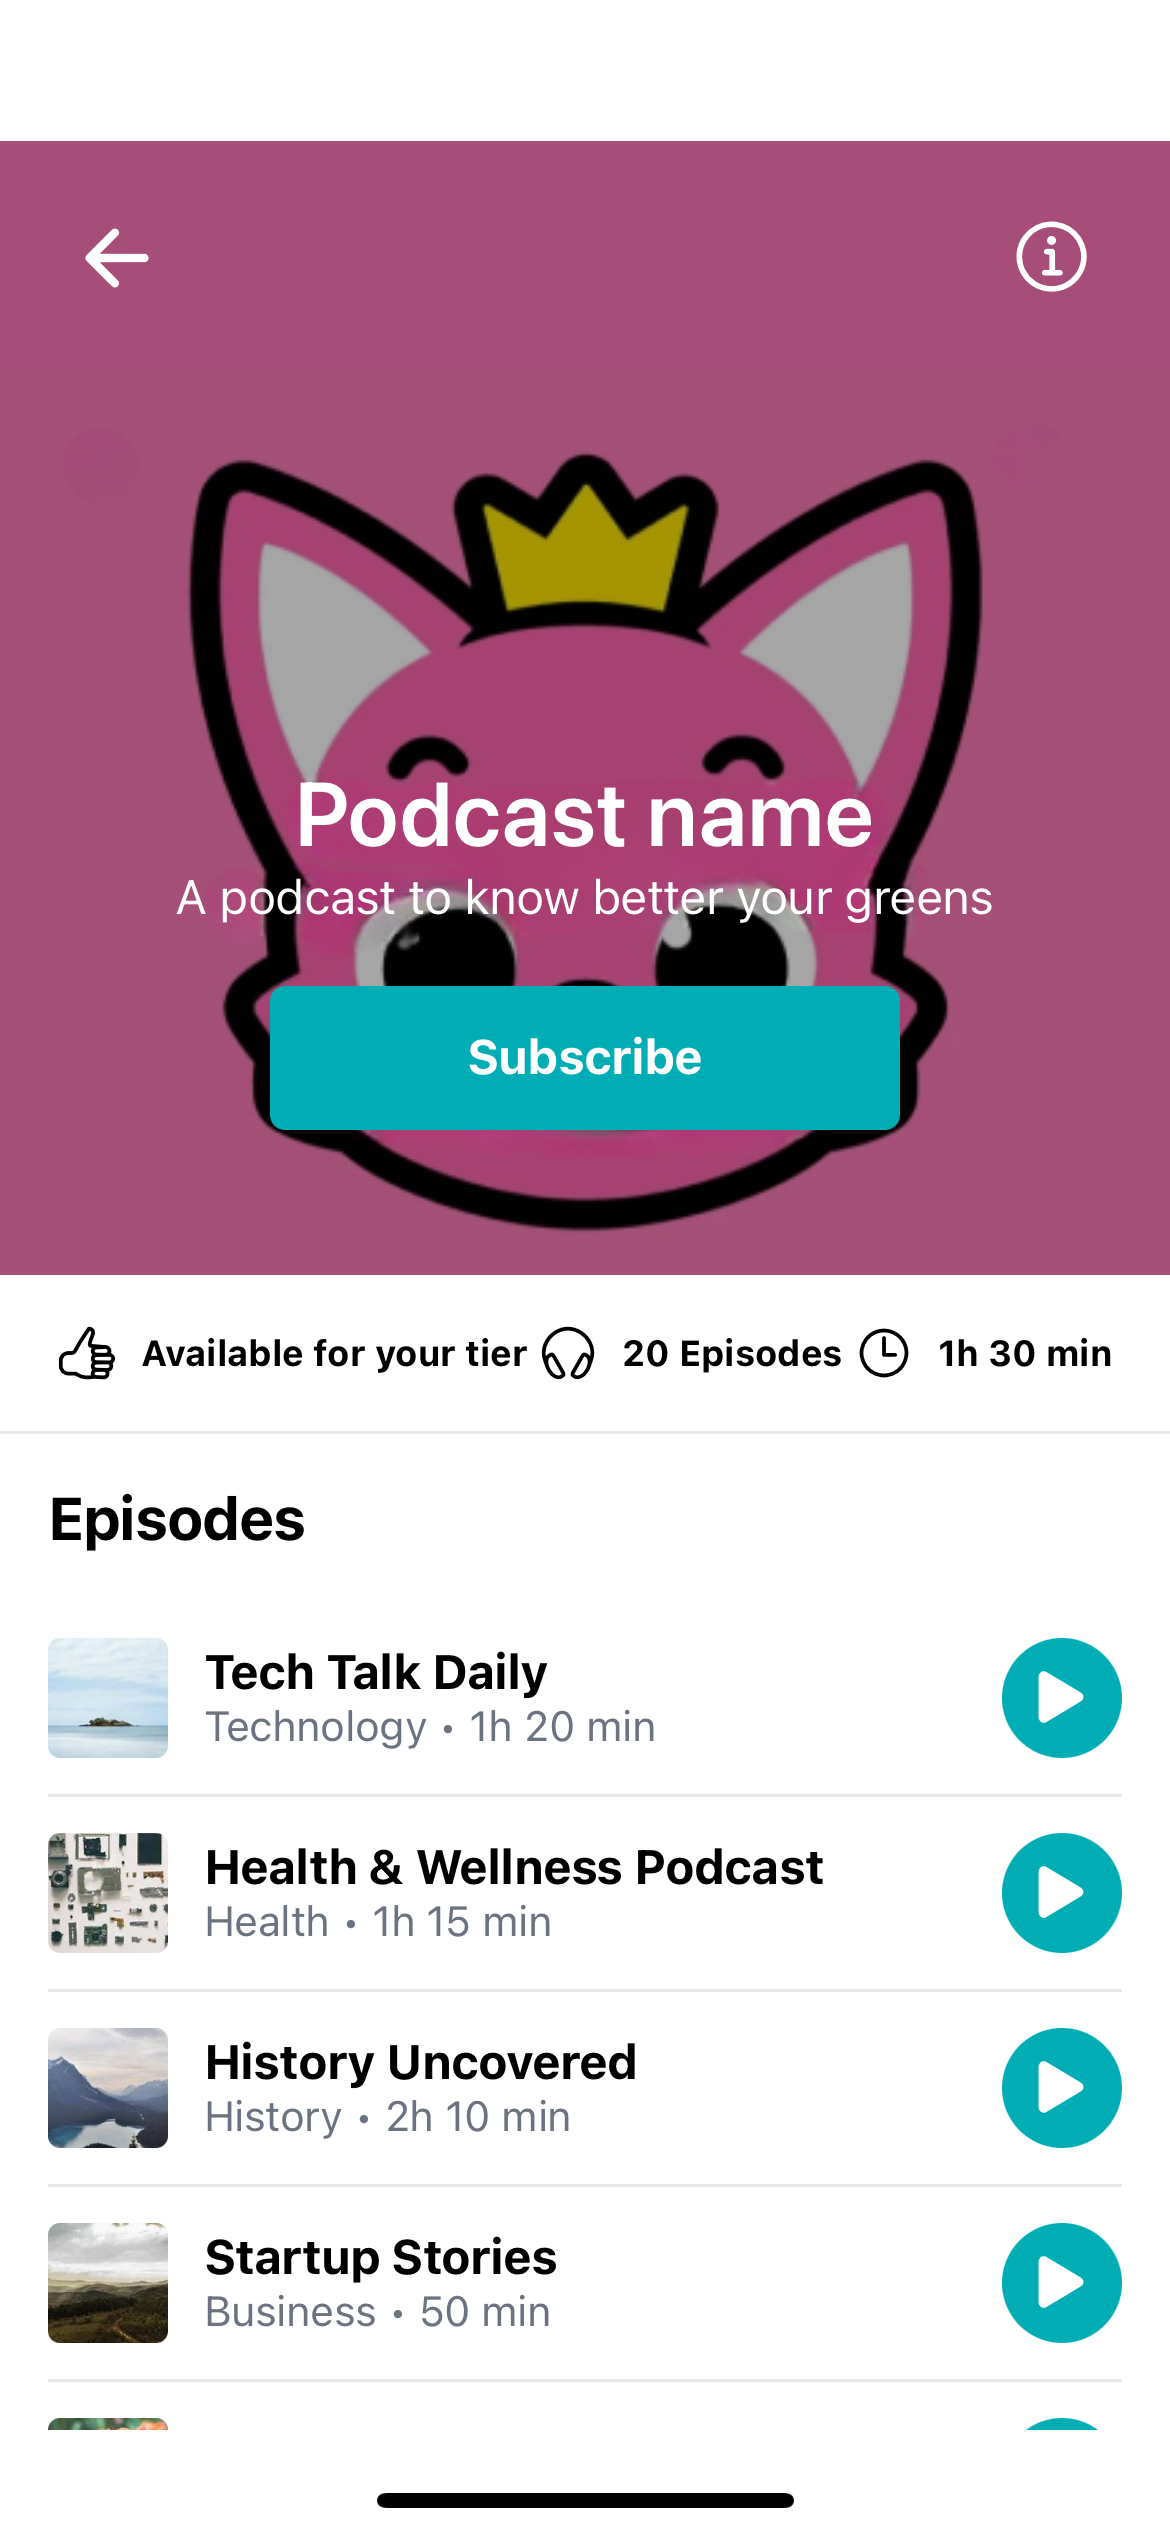 Podcast name
A podcast to know better your greens
Subscribe
Available for your tier 20 Episodes 1h 30 min
Episodes
Tech Talk Daily
Technology • 1h 20 min
Health & Wellness Podcast
Health • 1h 15 min
History Uncovered
History • 2h 10 min
Startup Stories
Business • 50 min